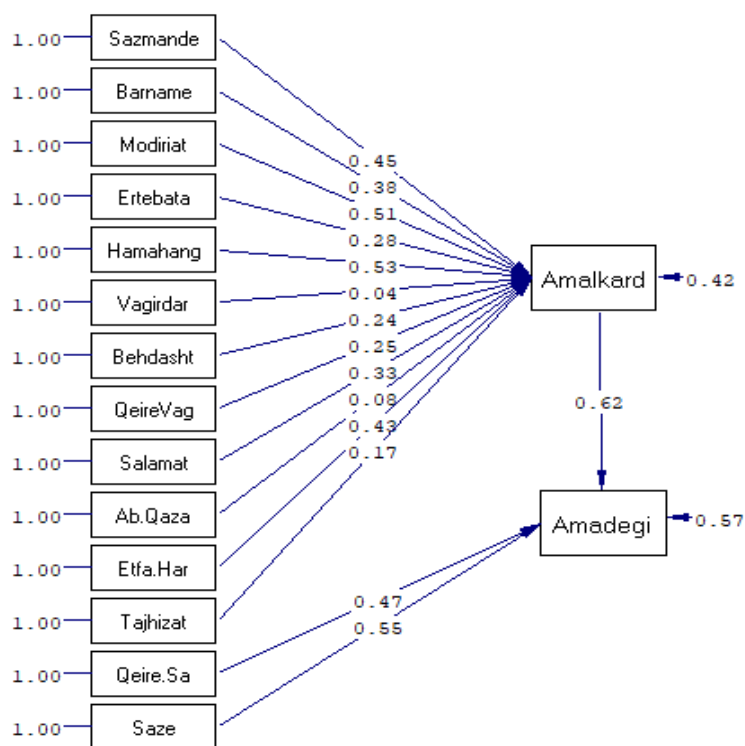 1.00 Sazmande
1.00 Barname
1.00 Modiriat
0.45
0.38
1.00 Ertebata
0.51
0.28
1.00 Hamahang
0.53
Amalkard 0.42
1.00 Vagirdar
0.04
0.24
1.00 Behdasht
0.25
0.33
1.00 QeireVag
0.08
0.62
0.43
1.00 Salamat
0.17
1.00 Ab.Qaza
Amadegi 0.57
1.00 Etfa.Har
0.47
1.00 Tajhizat
0.55
1.00 Qeire.Sa
1.00 Saze